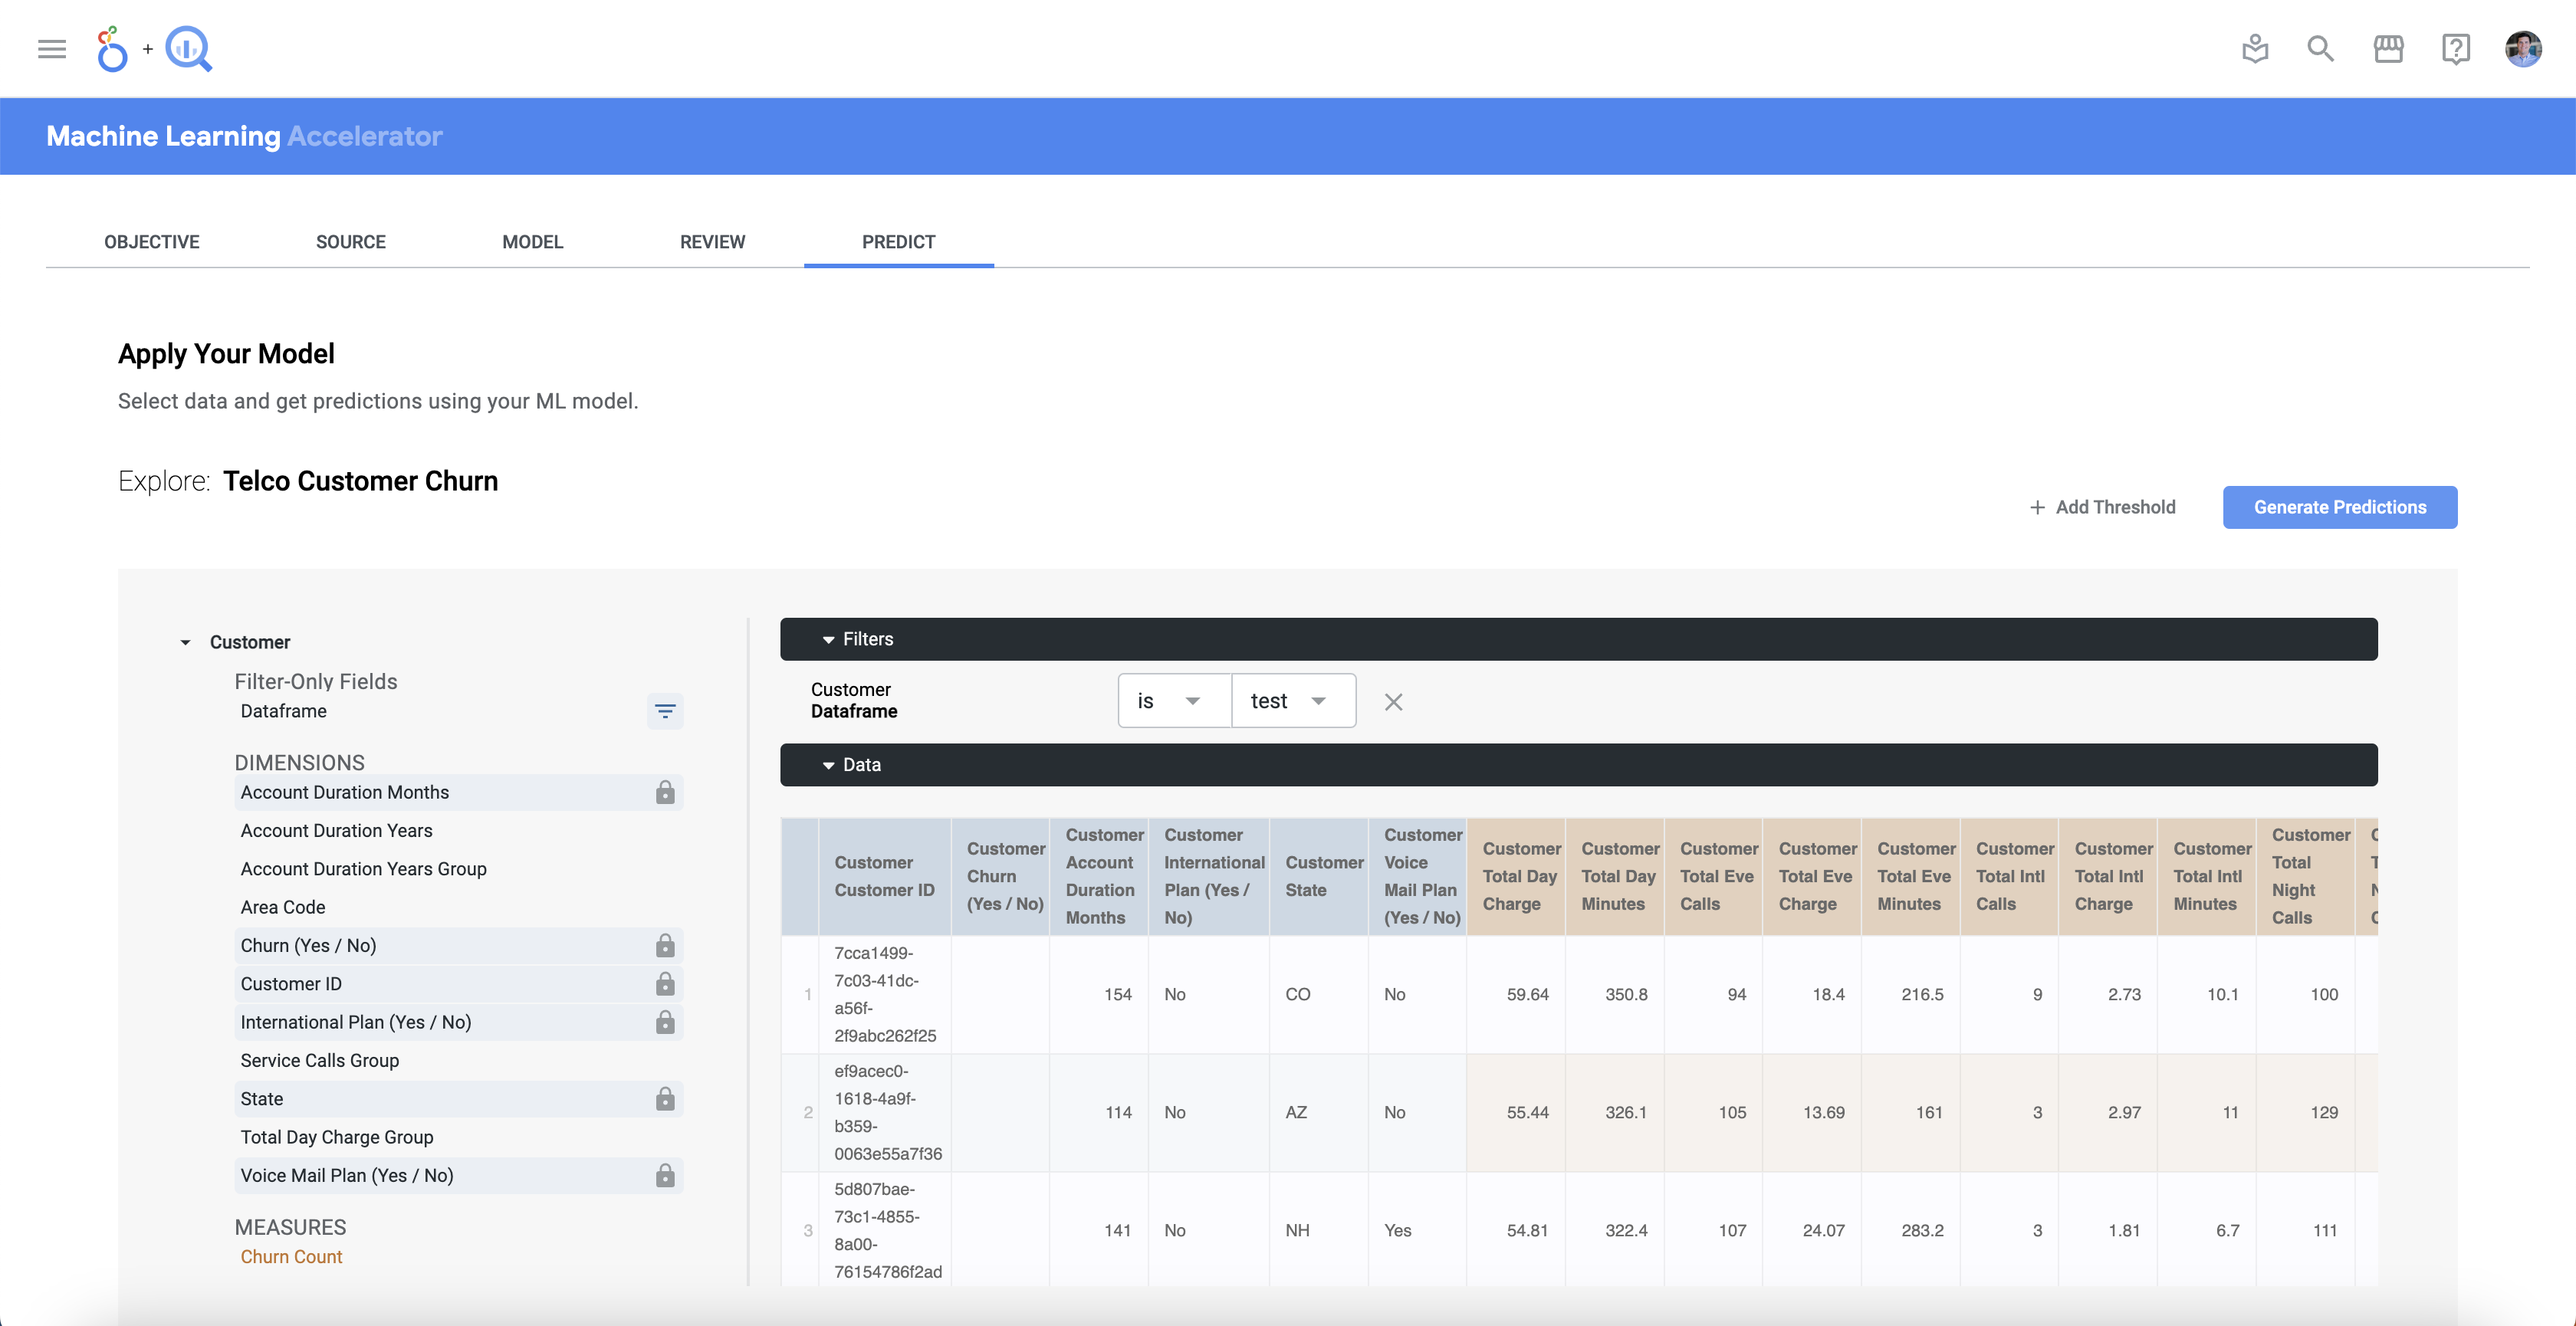 +
Machine Learning Accelerator
OBJECTIVE
SOURCE
MODEL
REVIEW
PREDICT
Apply Your Model
Select data and get predictions using your ML model.
Explore: Telco Customer Churn
+ Add Threshold
Generate Predictions
Customer
Filter-Only Fields
Dataframe
DIMENSIONS
Account Duration Months
Account Duration Years
Account Duration Years Group
Area Code
Churn (Yes / No)
Customer ID
International Plan (Yes / No)
Service Calls Group
State
Total Day Charge Group
Voice Mail Plan (Yes / No)
MEASURES
Churn Count
Filters
Customer
Dataframe
is
test
Data
Customer
Customer ID
Customer
Churn
(Yes / No)
Customer
Account
Duration
Months
Customer
International
Plan (Yes /
No)
Customer
State
Customer
Voice
Mail Plan
(Yes / No)
Customer
Total Day
Charge
Customer
Total Day
Minutes
Customer
Total Eve
Calls
Customer
Total Eve
Charge
Customer
Total Eve
Minutes
Customer
Total Intl
Calls
Customer
Total Intl
Charge
Customer
Total Intl
Minutes
Customer
Total
Night
Calls
1
7cca1499-
7c03-41dc-
a56f-
2f9abc262f25
154
No
CO
No
59.64
350.8
94
18.4
216.5
9
2.73
10.1
100
2
ef9acec0-
1618-4a9f-
b359-
0063e55a7f36
114
No
AZ
No
55.44
326.1
105
13.69
161
3
2.97
11
129
3
5d807bae-
73c1-4855-
8a00-
76154786f2ad
141
No
NH
Yes
54.81
322.4
107
24.07
283.2
3
1.81
6.7
111